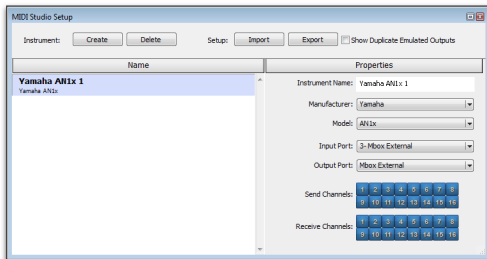 MIDI Studio Setup
Instrument: Create Delete Setup: Import Export Show Duplicate Emulated Outputs
Name Properties
Yamaha AN1x 1
Yamaha AN1x
Instrument Name: Yamaha AN1x 1
Manufacturer: Yamaha
Model: AN1x
Input Port: 3- Mbox External
Output Port: Mbox External
Send Channels: 1 2 3 4 5 6 7 8
9 10 11 12 13 14 15 16
Receive Channels: 1 2 3 4 5 6 7 8
9 10 11 12 13 14 15 16